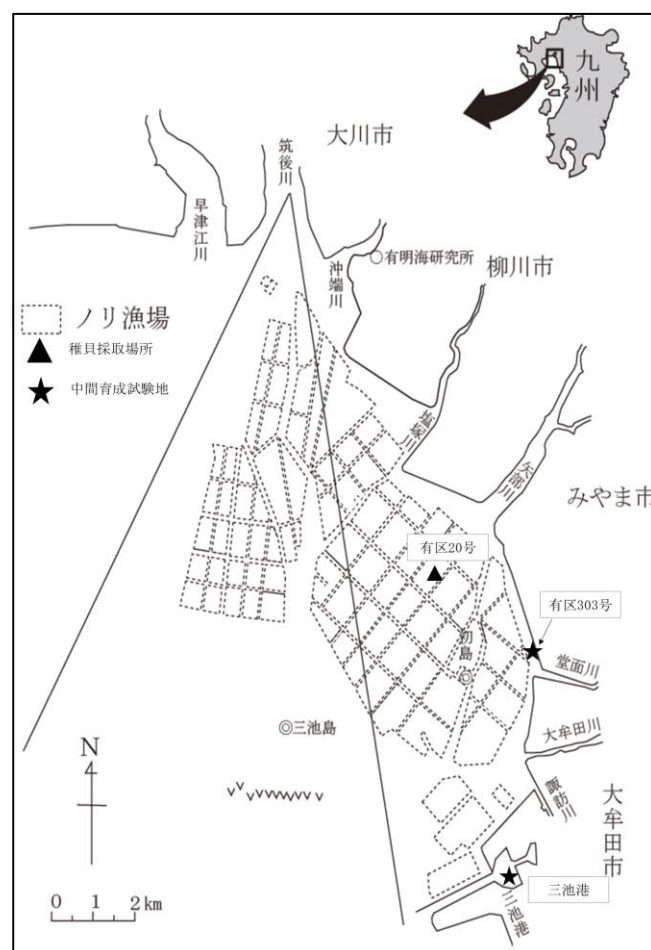 九州
大川市
筑後川
早津江川
沖端川
○有明海研究所
柳川市
ノリ漁場
稚貝採取場所
中間育成試験地
塩塚川
矢部川
みやま市
有区20号
有区303号
初島
堂面川
三池島
大牟田川
諏訪川
大牟田市
N
三池港
三池港
0 1 2km